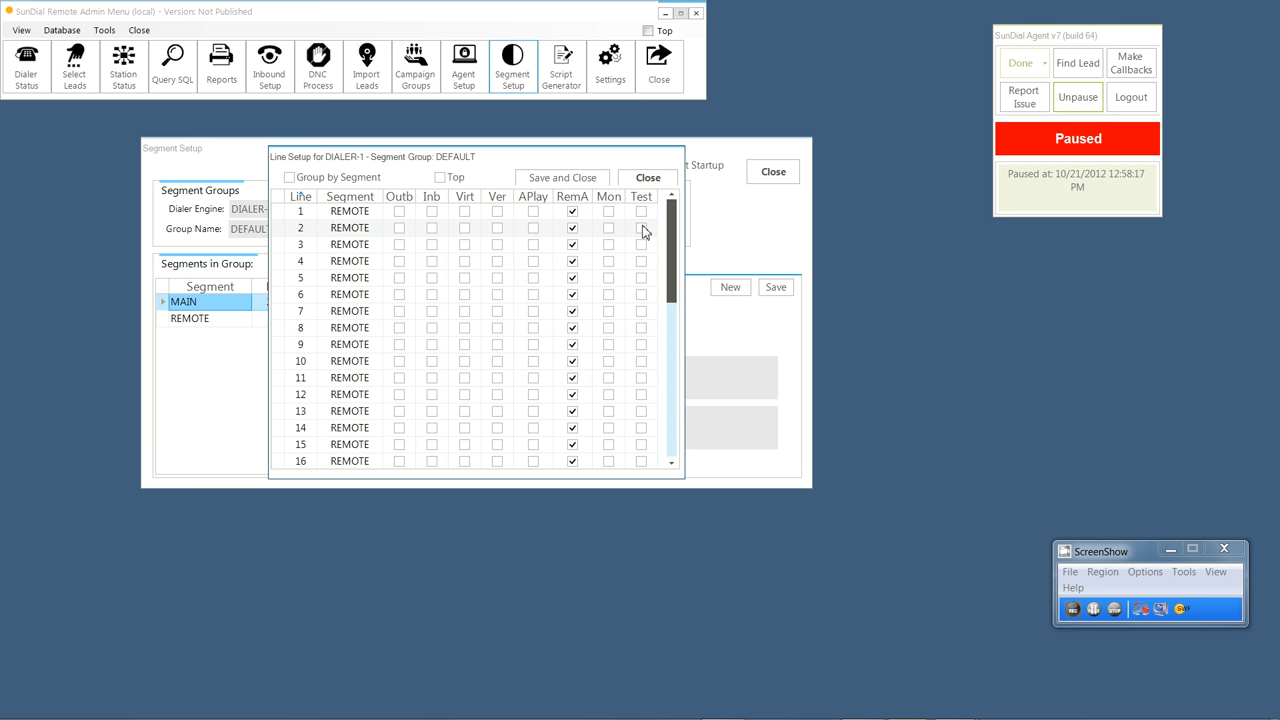 SunDial Remote Admin Menu (local) - Version: Not Published
View Database Tools Close
Top
Dialer Status
Select Leads
Station Status
Query SQL
Reports
Inbound Setup
DNC Process
Import Leads
Campaign Groups
Agent Setup
Segment Setup
Script Generator
Settings
Close
SunDial Agent v7 (build 64)
Done
Find Lead
Make Callbacks
Report Issue
Unpause
Logout
Paused
Paused at: 10/21/2012 12:58:17 PM
Segment Setup
t Startup
Close
Segment Groups
Dialer Engine: DIALER-
Group Name: DEFAULT
Segments in Group:
Segment
MAIN
REMOTE
New
Save
Line Setup for DIALER-1 - Segment Group: DEFAULT
Group by Segment
Top
Save and Close
Close
Line Segment Outb Inb Virt Ver APlay RemA Mon Test
1 REMOTE
2 REMOTE
3 REMOTE
4 REMOTE
5 REMOTE
6 REMOTE
7 REMOTE
8 REMOTE
9 REMOTE
10 REMOTE
11 REMOTE
12 REMOTE
13 REMOTE
14 REMOTE
15 REMOTE
16 REMOTE
ScreenShow
File Region Options Tools View
Help
REC
STOP
SWF